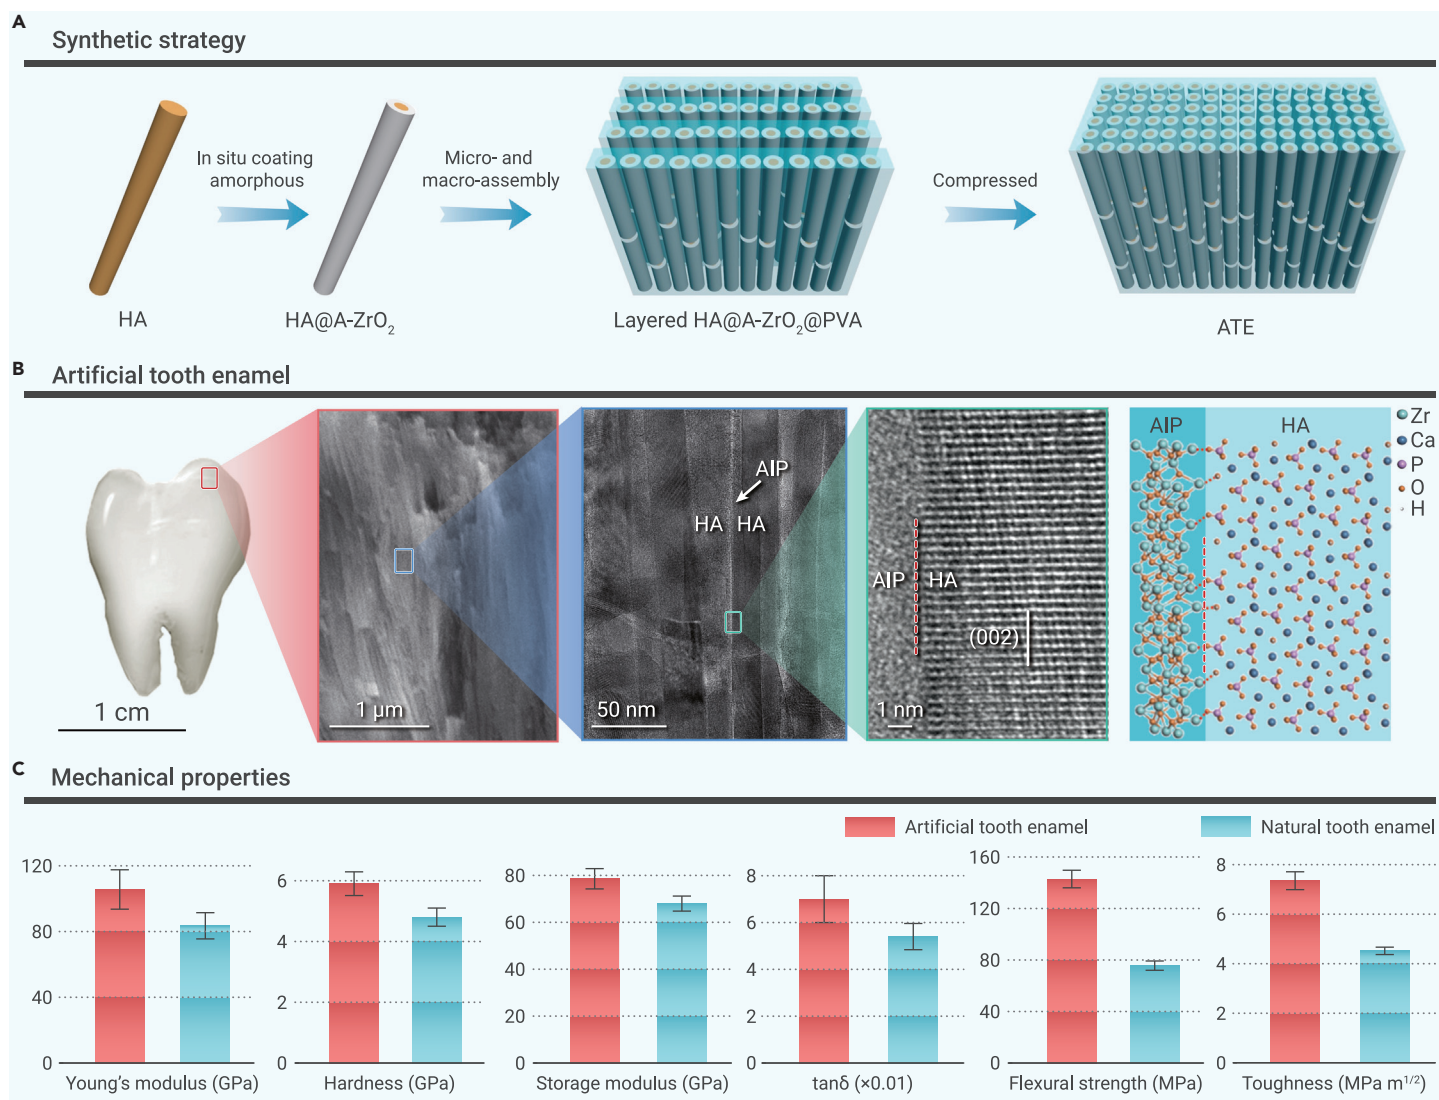 A
Synthetic strategy
In situ coating
amorphous
Micro- and
macro-assembly
Compressed
HA
HA@A-ZrO₂
Layered HA@A-ZrO₂@PVA
ATE
B
Artificial tooth enamel
1 cm
1 μm
AIP
HA HA
50 nm
AIP HA
(002)
1 nm
AIP HA
Zr
Ca
P
O
H
C
Mechanical properties
Artificial tooth enamel
Natural tooth enamel
120
80
40
0
Young's modulus (GPa)
6
4
2
0
Hardness (GPa)
80
60
40
20
0
Storage modulus (GPa)
8
6
4
2
0
tanδ (×0.01)
160
120
80
40
0
Flexural strength (MPa)
8
6
4
2
0
Toughness (MPa m¹/²)